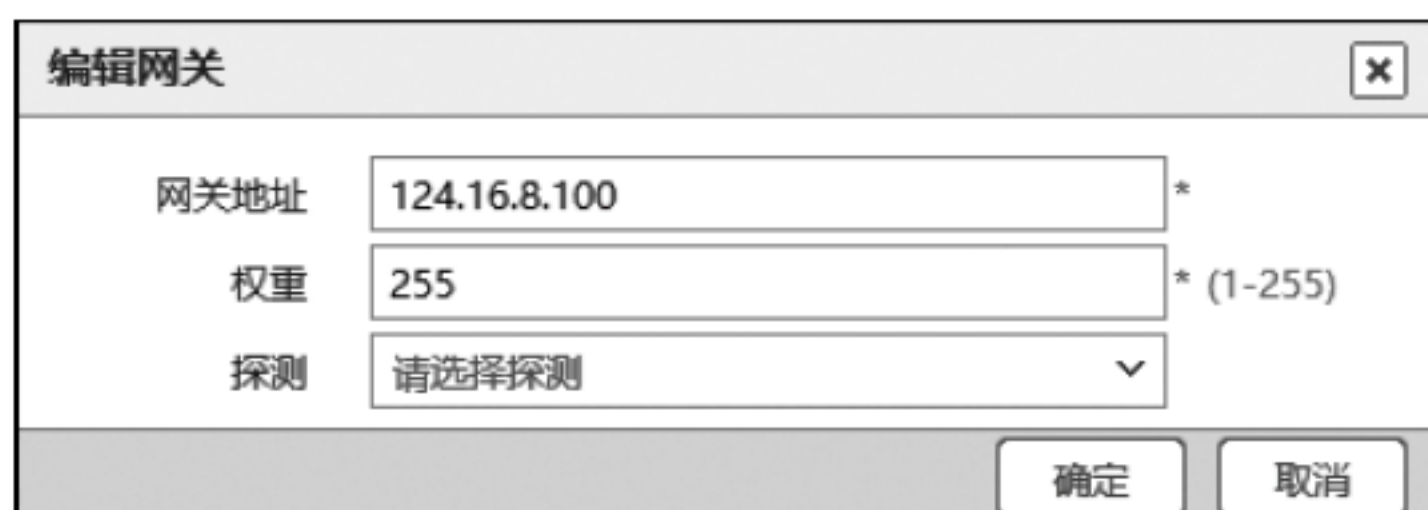 编辑网关
网关地址 124.16.8.100 *
权重 255 * (1-255)
探测 请选择探测
确定 取消